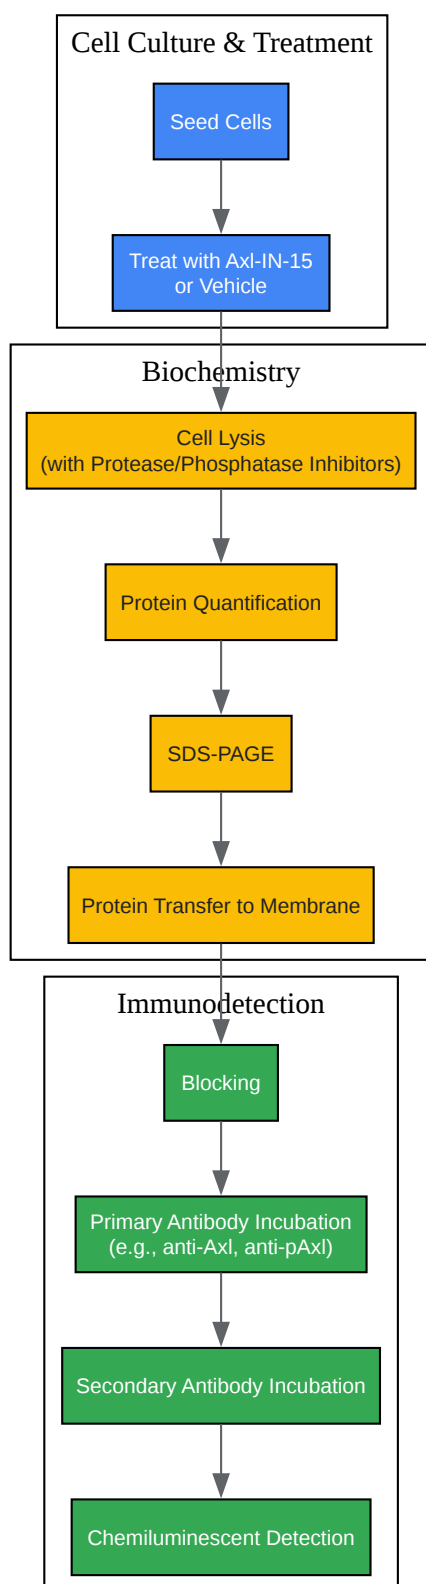 Cell Culture & Treatment
Seed Cells
Treat with Axl-IN-15
or Vehicle
Biochemistry
Cell Lysis
(with Protease/Phosphatase Inhibitors)
Protein Quantification
SDS-PAGE
Protein Transfer to Membrane
Immunodetection
Blocking
Primary Antibody Incubation
(e.g., anti-Axl, anti-pAxl)
Secondary Antibody Incubation
Chemiluminescent Detection